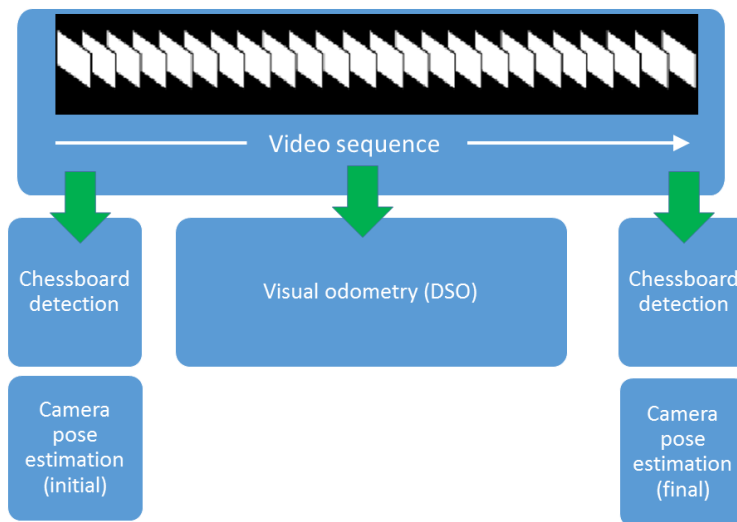 Video sequence
Chessboard
detection
Visual odometry (DSO)
Chessboard
detection
Camera
pose
estimation
(initial)
Camera
pose
estimation
(final)